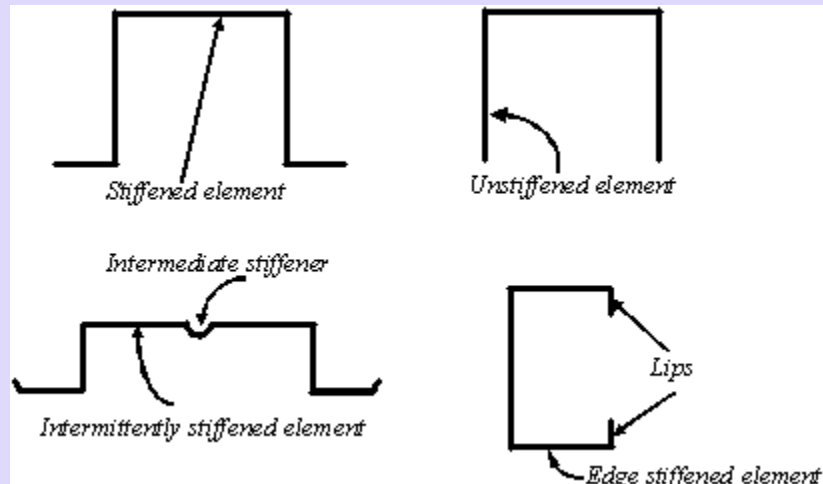 Stiffened element
Unstiffened element
Intermediate stiffener
Intermittently stiffened element
Lips
Edge stiffened element